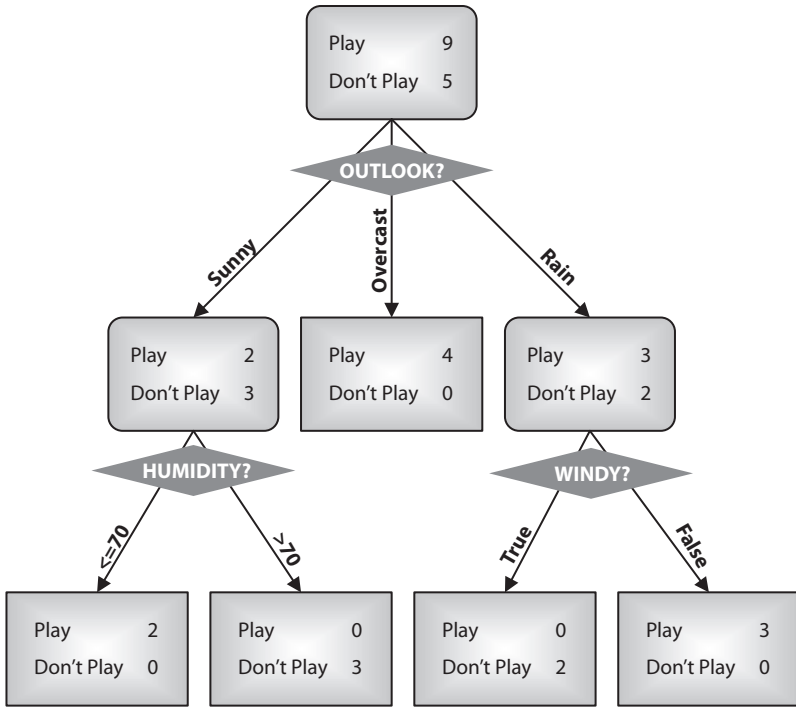 Play 9
Don't Play 5
OUTLOOK?
Sunny
Overcast
Rain
Play 2
Don't Play 3
Play 4
Don't Play 0
Play 3
Don't Play 2
HUMIDITY?
WINDY?
<=70
>70
True
False
Play 2
Don't Play 0
Play 0
Don't Play 3
Play 0
Don't Play 2
Play 3
Don't Play 0